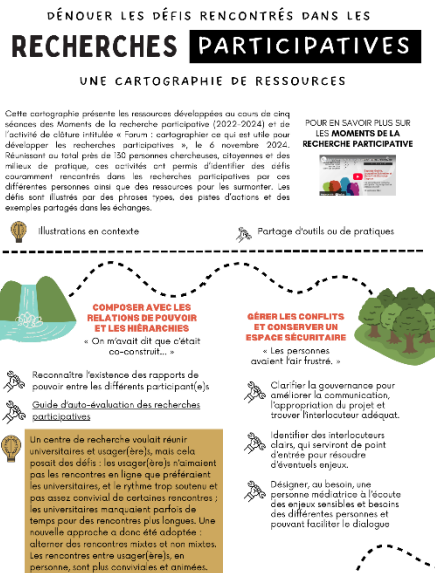 DÉNOUER LES DÉFIS RENCONTRÉS DANS LES
RECHERCHES PARTICIPATIVES
UNE CARTOGRAPHIE DE RESSOURCES
Cette cartographie présente les ressources développées au cours de cinq
séances des Moments de la recherche participative (2022-2024) et de
l'activité de clôture intitulée « Forum : cartographier ce qui est utile pour
développer les recherches participatives », le 6 novembre 2024.
Réunissant au total près de 130 personnes chercheuses, citoyennes et des
milieux de pratique, ces activités ont permis d'identifier des défis
couramment rencontrés dans les recherches participatives par ces
différentes personnes ainsi que des ressources pour les surmonter. Les
défis sont illustrés par des phrases types, des pistes d'actions et des
exemples partagés dans les échanges.
POUR EN SAVOIR PLUS SUR
LES MOMENTS DE LA
RECHERCHE PARTICIPATIVE
Illustrations en contexte
Partage d'outils ou de pratiques
COMPOSER AVEC LES
RELATIONS DE POUVOIR
ET LES HIÉRARCHIES
« On m'avait dit que c'était
co-construit... »
Reconnaître l'existence des rapports de
pouvoir entre les différents participant(e)s
Guide d'auto-évaluation des recherches
participatives
Un centre de recherche voulait réunir
universitaires et usager(ère)s, mais cela
posait des défis : les usager(ère)s n'aimaient
pas les rencontres en ligne que préféraient
les universitaires, et le rythme trop soutenu et
pas assez convivial de certaines rencontres ;
les universitaires manquaient parfois de
temps pour des rencontres plus longues. Une
nouvelle approche a donc été adoptée :
alterner des rencontres mixtes et non mixtes.
Les rencontres entre usager(ère)s, en
personne, sont plus conviviales et animées.
GÉRER LES CONFLITS
ET CONSERVER UN
ESPACE SÉCURITAIRE
« Les personnes
avaient l'air frustré. »
Clarifier la gouvernance pour
améliorer la communication,
l'appropriation du projet et
trouver l'interlocuteur adéquat.
Identifier des interlocuteurs
clairs, qui serviront de point
d'entrée pour résoudre
d'éventuels enjeux.
Désigner, au besoin, une
personne médiatrice à l'écoute
des enjeux sensibles et besoins
des différentes personnes et
pouvant faciliter le dialogue